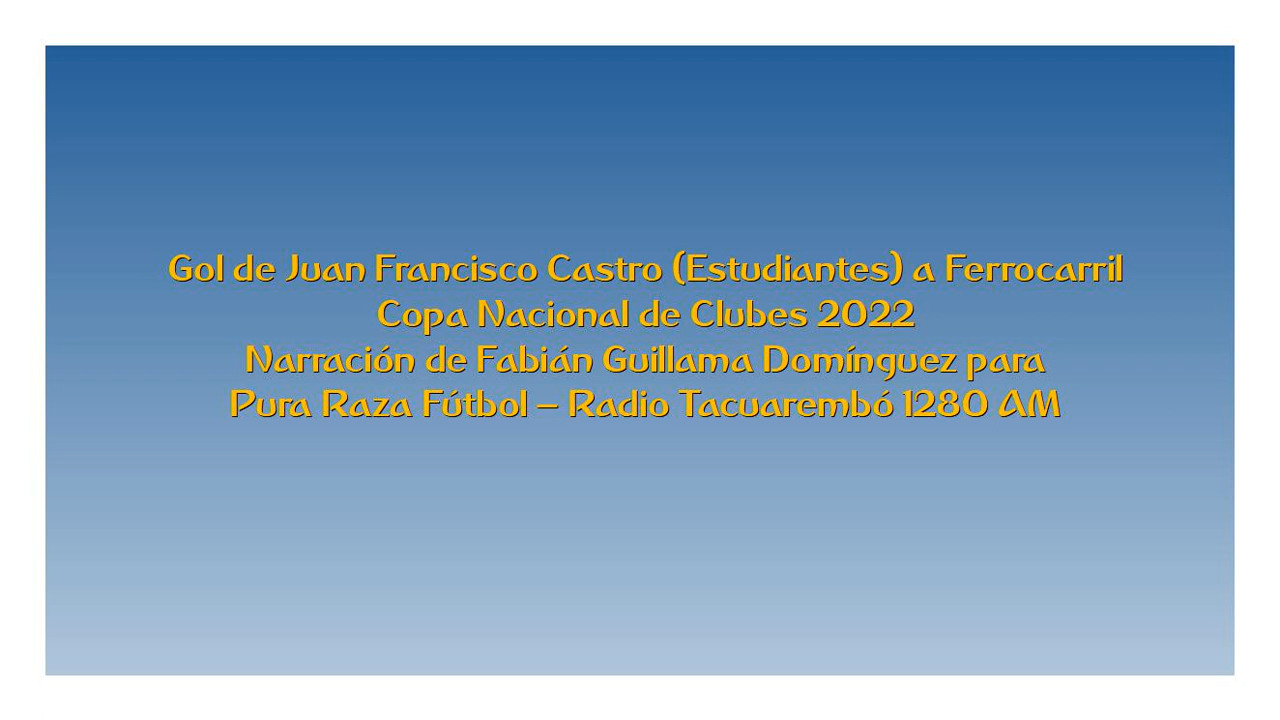 Gol de Juan Francisco Castro (Estudiantes) a Ferrocarril
Copa Nacional de Clubes 2022
Narración de Fabián Guillama Domínguez para
Pura Raza Fútbol – Radio Tacuarembó 1280 AM